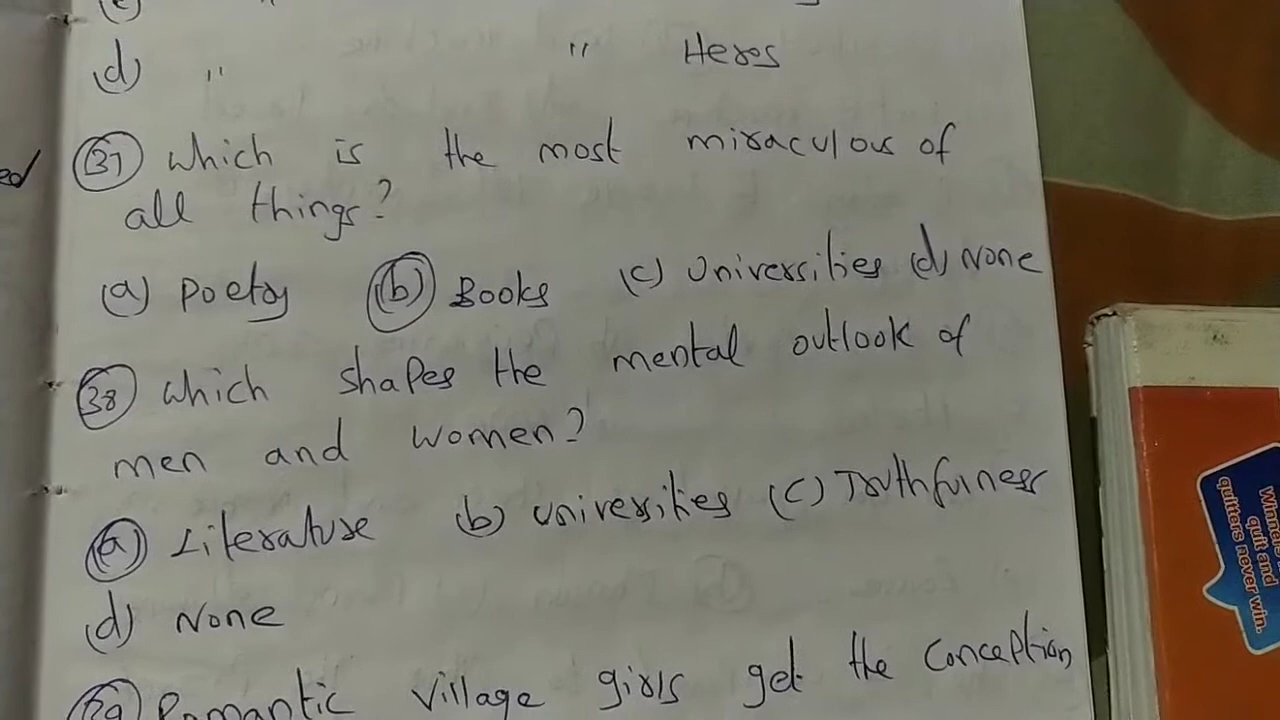 (c)
(d) " " Heros
(37) which is the most miraculous of
all things?
(a) Poetry (b) Books (c) Universities (d) None
(38) which shapes the mental outlook of
men and women?
(a) Literature (b) Universities (c) Truthfulness
(d) None
(39) Romantic village girls get the conception
ed
Winners
quit and
quitters never win.